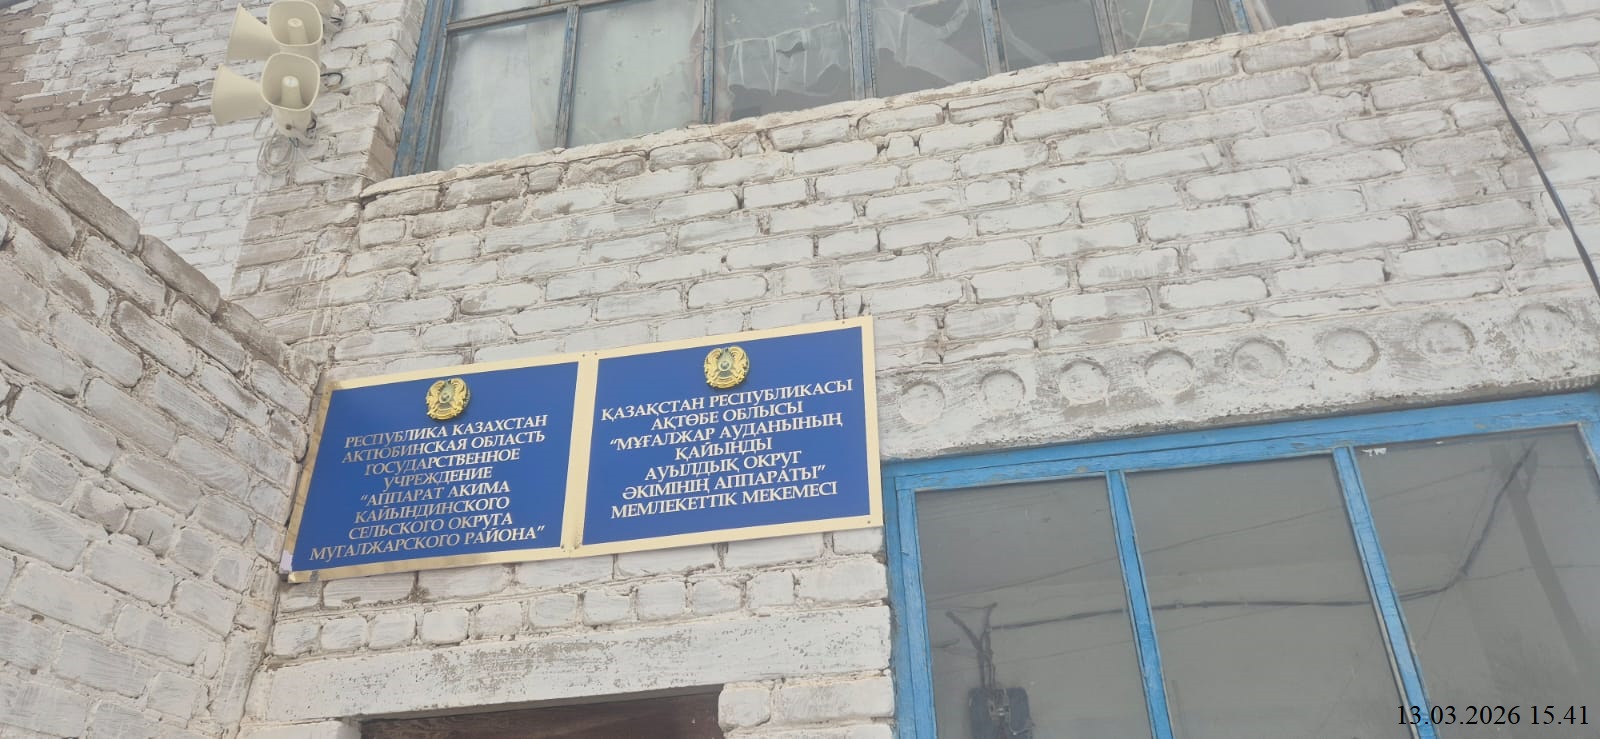 РЕСПУБЛИКА КАЗАХСТАН
АКТЮБИНСКАЯ ОБЛАСТЬ
ГОСУДАРСТВЕННОЕ
УЧРЕЖДЕНИЕ
“АППАРАТ АКИМА
КАЙЫНДИНСКОГО
СЕЛЬСКОГО ОКРУГА
МУГАЛЖАРСКОГО РАЙОНА”
ҚАЗАҚСТАН РЕСПУБЛИКАСЫ
АҚТӨБЕ ОБЛЫСЫ
“МҰҒАЛЖАР АУДАНЫНЫҢ
ҚАЙЫНДЫ
АУЫЛДЫҚ ОКРУГ
ӘКІМІНІҢ АППАРАТЫ”
МЕМЛЕКЕТТІК МЕКЕМЕСІ
13.03.2026 15.41